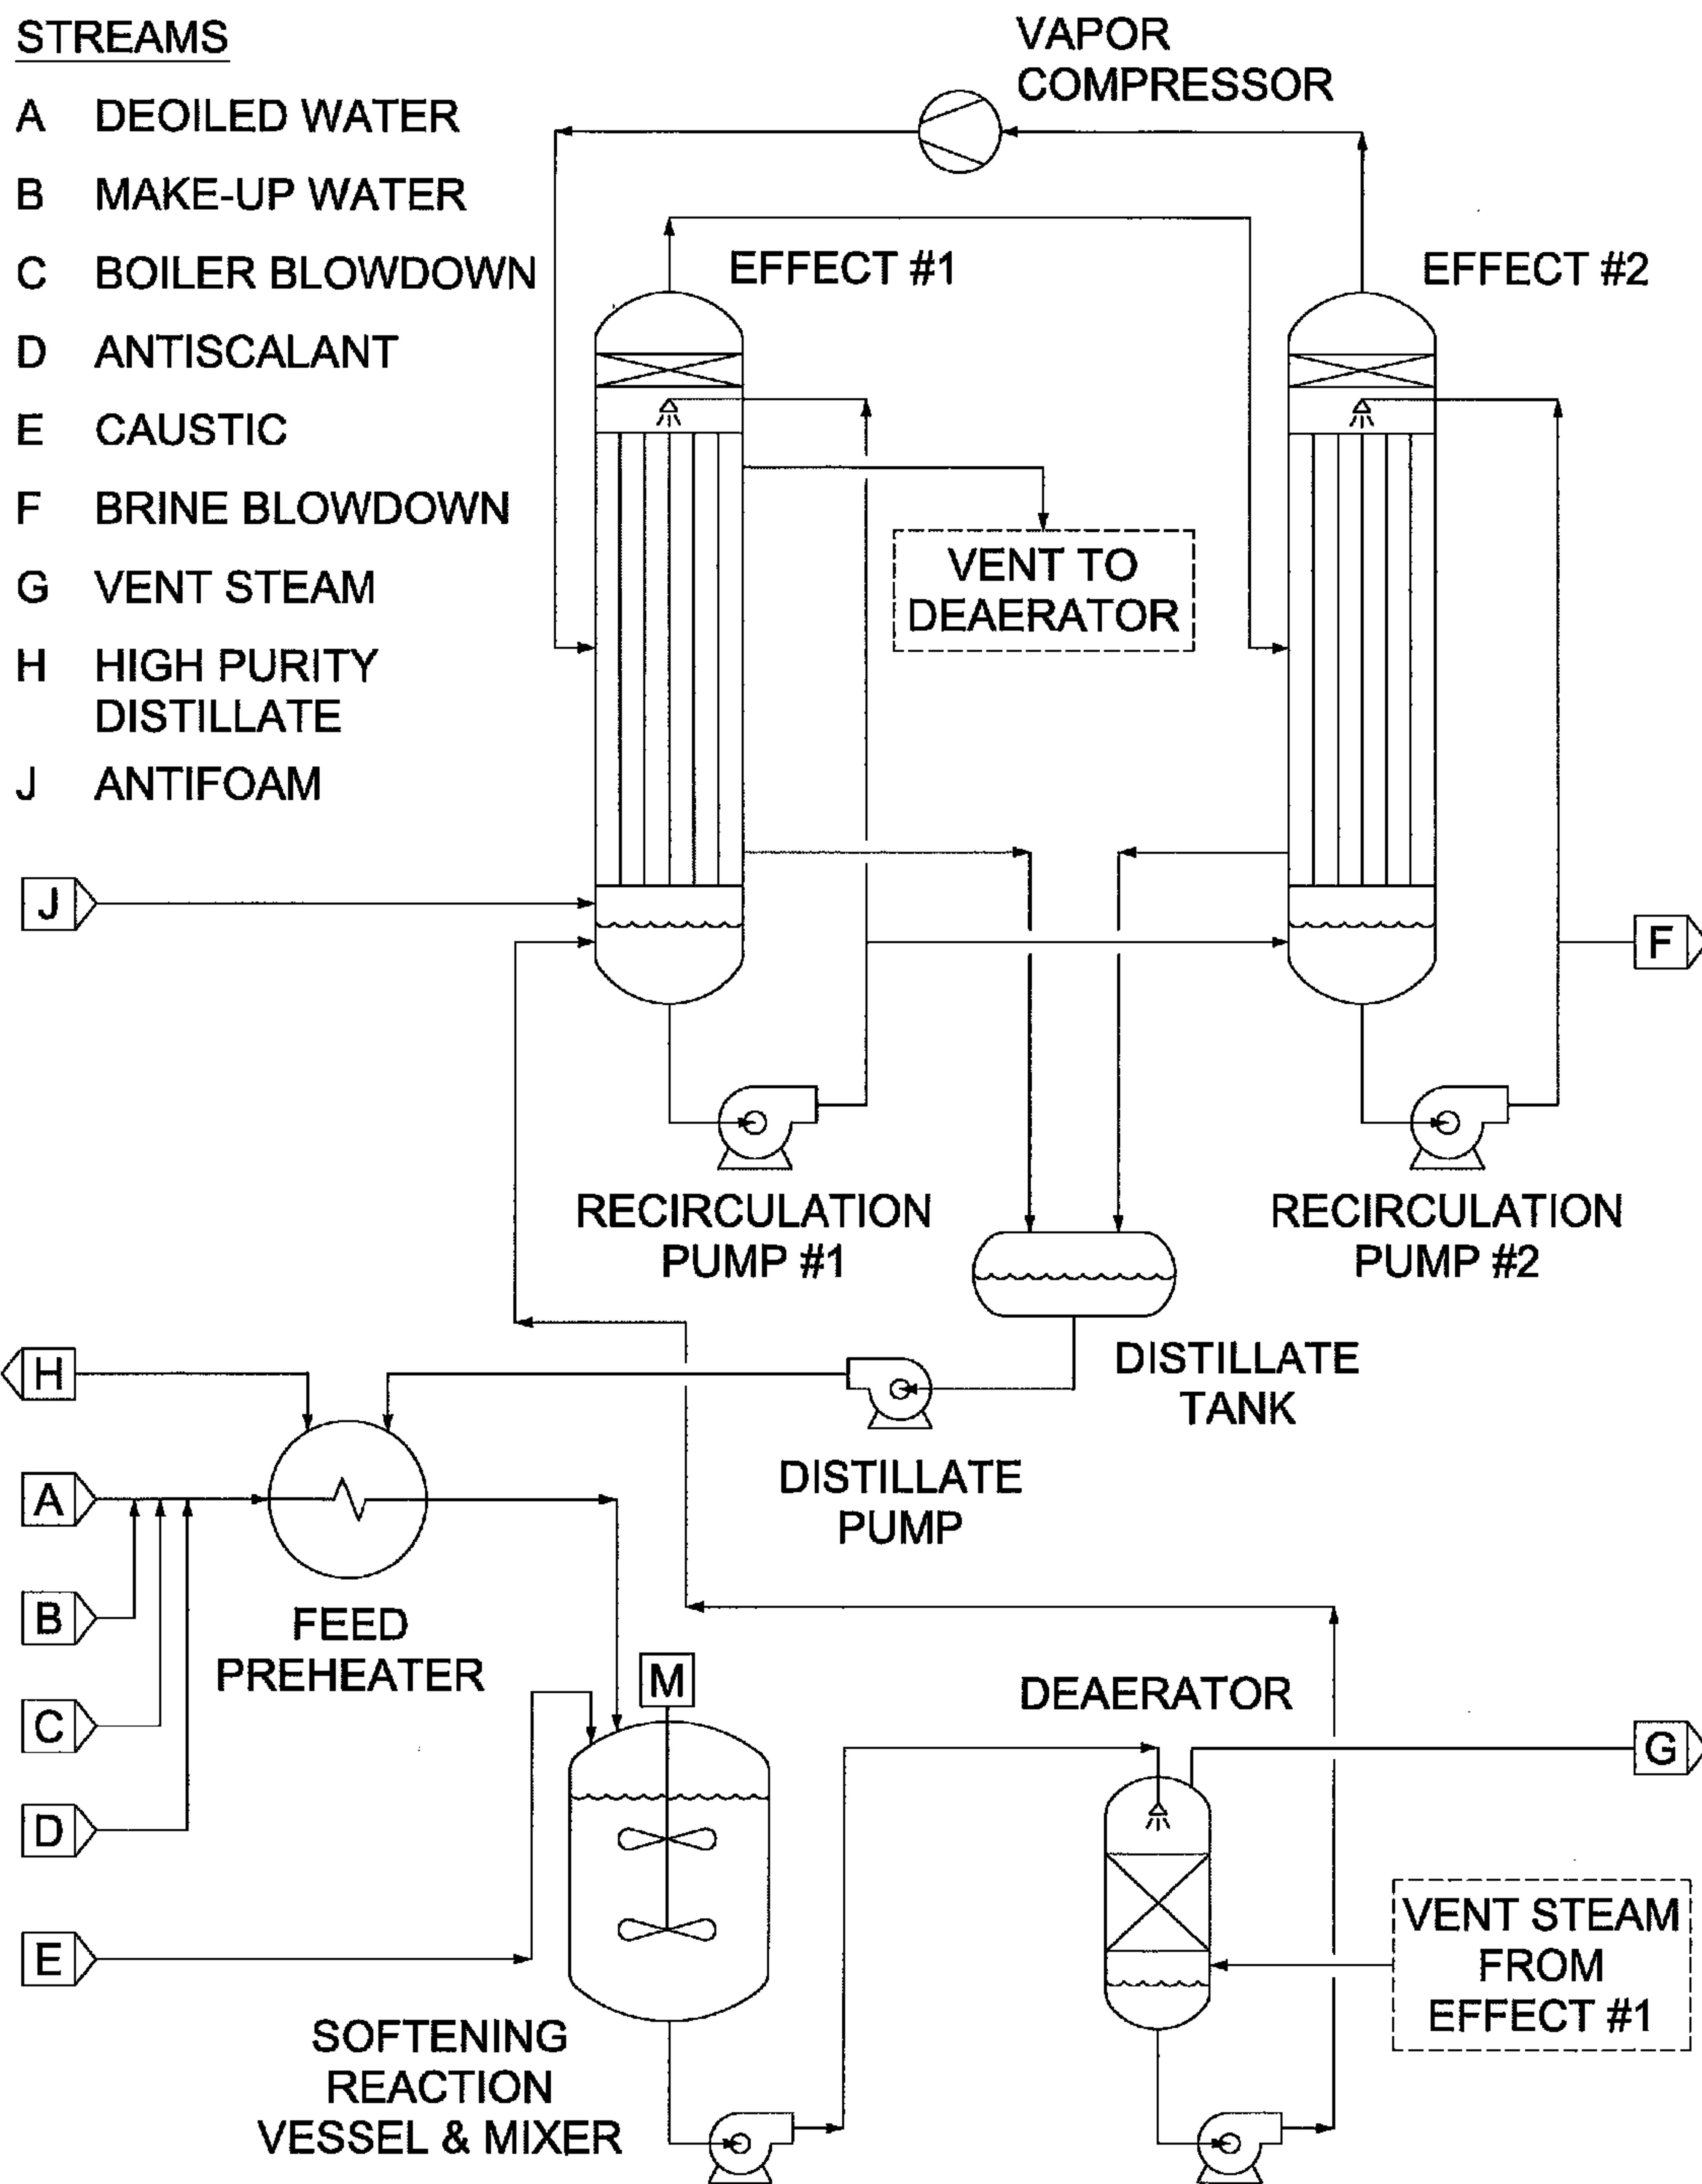 STREAMS
A DEOILED WATER
B MAKE-UP WATER
C BOILER BLOWDOWN
D ANTISCALANT
E CAUSTIC
F BRINE BLOWDOWN
G VENT STEAM
H HIGH PURITY
DISTILLATE
J ANTIFOAM
VAPOR
COMPRESSOR
EFFECT #1
EFFECT #2
VENT TO
DEAERATOR
J
F
RECIRCULATION
PUMP #1
RECIRCULATION
PUMP #2
H
DISTILLATE
TANK
A
DISTILLATE
PUMP
B
FEED
PREHEATER
M
DEAERATOR
C
G
D
E
VENT STEAM
FROM
EFFECT #1
SOFTENING
REACTION
VESSEL & MIXER